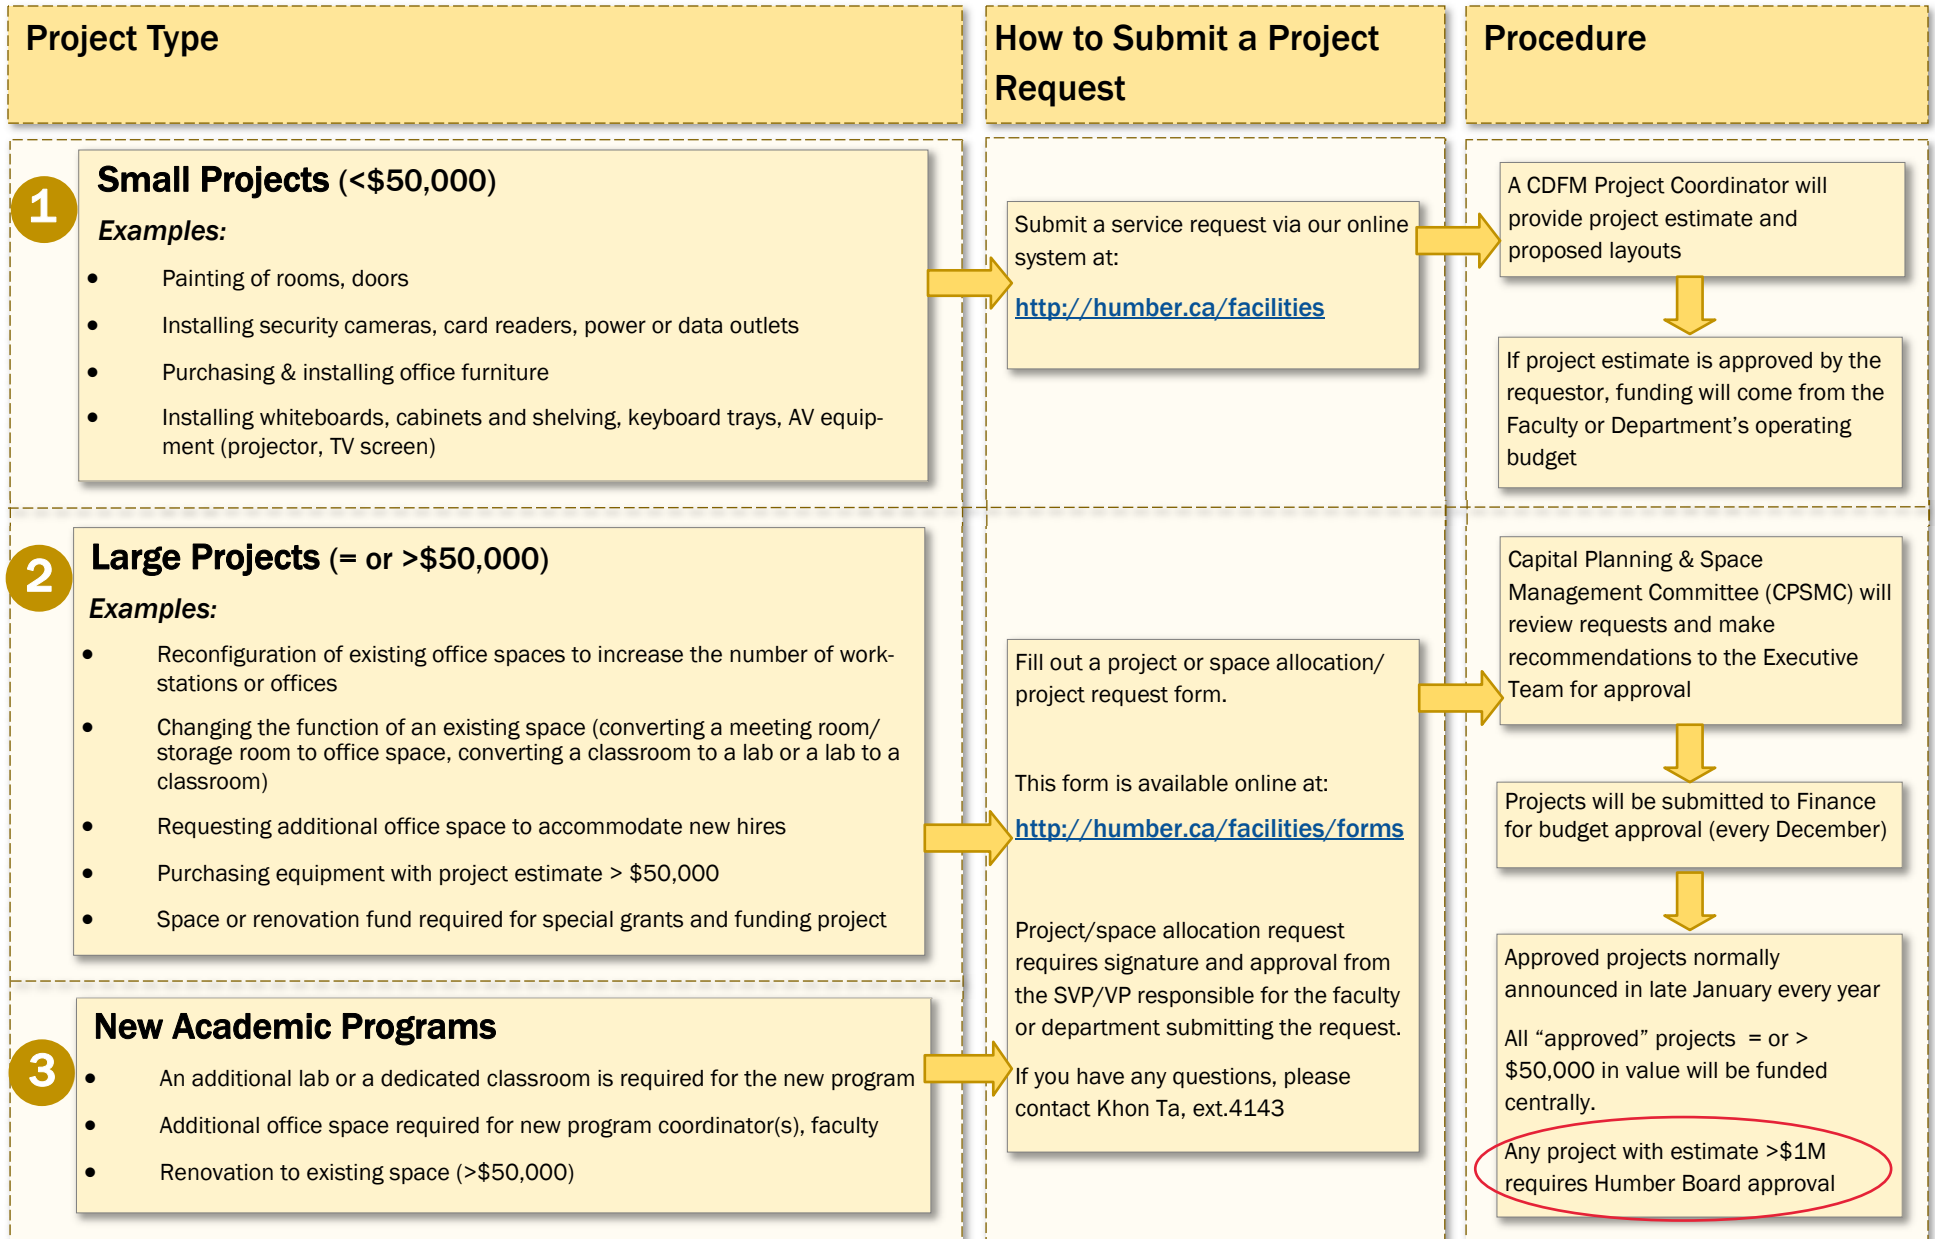 Project Type
How to Submit a Project
Request
Procedure
1
Small Projects (<$50,000)
Examples:
• Painting of rooms, doors
• Installing security cameras, card readers, power or data outlets
• Purchasing & installing office furniture
• Installing whiteboards, cabinets and shelving, keyboard trays, AV equip-
ment (projector, TV screen)
Submit a service request via our online
system at:
http://humber.ca/facilities
A CDFM Project Coordinator will
provide project estimate and
proposed layouts
If project estimate is approved by the
requestor, funding will come from the
Faculty or Department's operating
budget
2
Large Projects (= or >$50,000)
Examples:
• Reconfiguration of existing office spaces to increase the number of work-
stations or offices
• Changing the function of an existing space (converting a meeting room/
storage room to office space, converting a classroom to a lab or a lab to a
classroom)
• Requesting additional office space to accommodate new hires
• Purchasing equipment with project estimate > $50,000
• Space or renovation fund required for special grants and funding project
3
New Academic Programs
• An additional lab or a dedicated classroom is required for the new program
• Additional office space required for new program coordinator(s), faculty
• Renovation to existing space (>$50,000)
Fill out a project or space allocation/
project request form.
This form is available online at:
http://humber.ca/facilities/forms
Project/space allocation request
requires signature and approval from
the SVP/VP responsible for the faculty
or department submitting the request.
If you have any questions, please
contact Khon Ta, ext.4143
Capital Planning & Space
Management Committee (CPSMC) will
review requests and make
recommendations to the Executive
Team for approval
Projects will be submitted to Finance
for budget approval (every December)
Approved projects normally
announced in late January every year
All “approved” projects = or >
$50,000 in value will be funded
centrally.
Any project with estimate >$1M
requires Humber Board approval